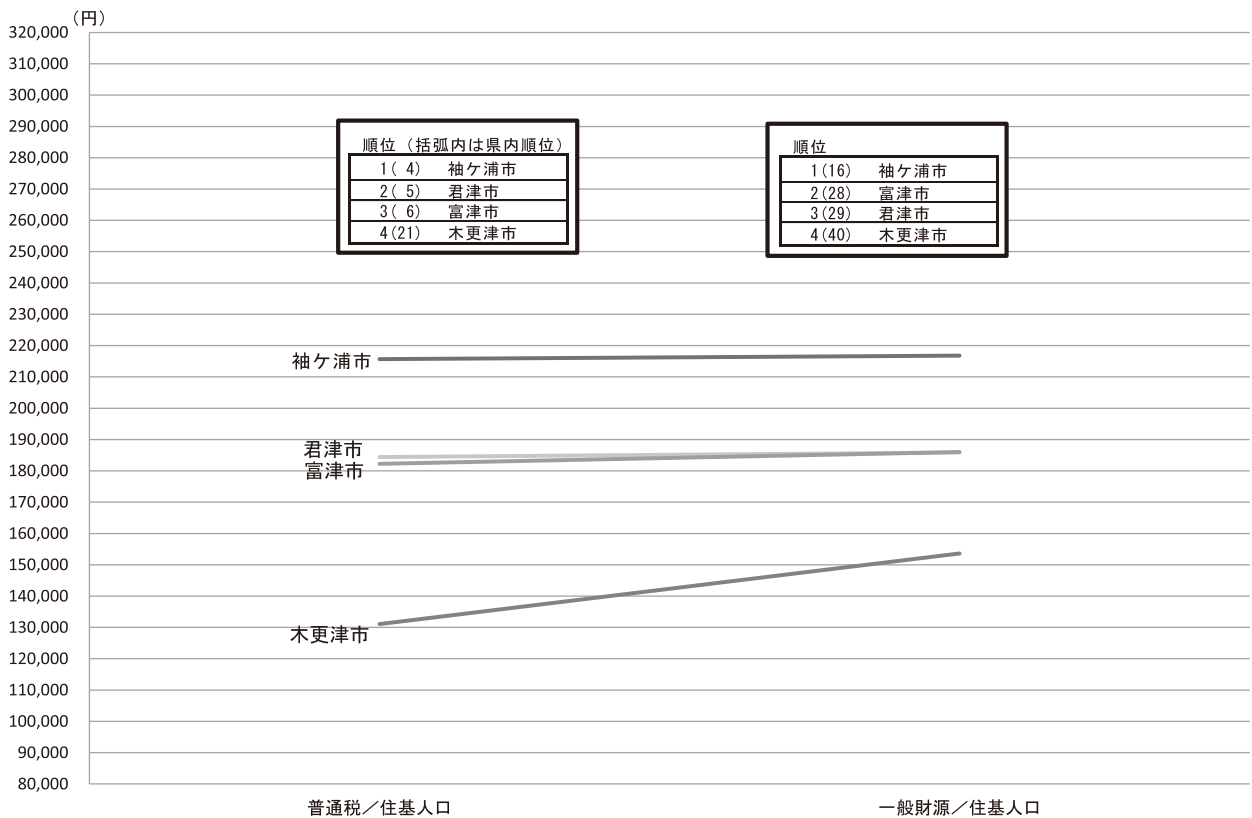 （円）
320,000
310,000
300,000
290,000
280,000
270,000
260,000
250,000
240,000
230,000
220,000
210,000
200,000
190,000
180,000
170,000
160,000
150,000
140,000
130,000
120,000
110,000
100,000
90,000
80,000
順位（括弧内は県内順位）
1( 4) 袖ケ浦市
2( 5) 君津市
3( 6) 富津市
4(21) 木更津市
順位
1(16) 袖ケ浦市
2(28) 富津市
3(29) 君津市
4(40) 木更津市
袖ケ浦市
君津市
富津市
木更津市
普通税／住基人口
一般財源／住基人口